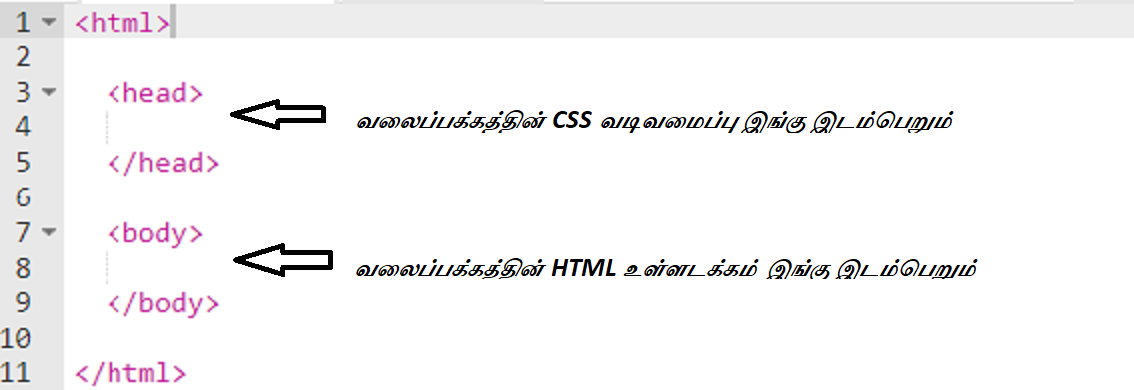 1 <html>
2
3 <head>
வலைப்பக்கத்தின் CSS வடிவமைப்பு இங்கு இடம்பெறும்
4
5 </head>
6
7 <body>
8
வலைப்பக்கத்தின் HTML உள்ளடக்கம் இங்கு இடம்பெறும்
9 </body>
10
11 </html>